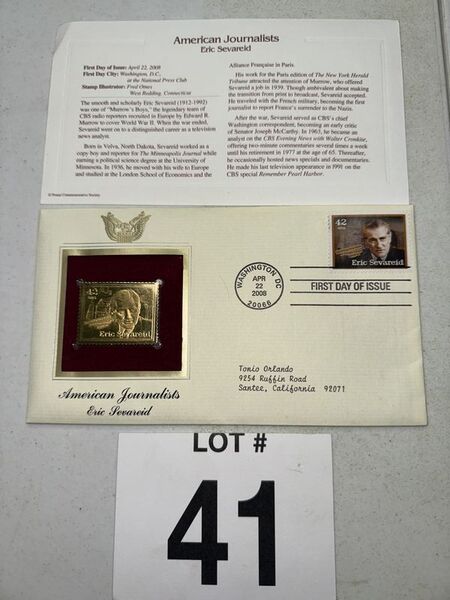 American Journalists
Eric Sevareid
First Day of Issue: April 22, 2008
First Day City: Washington, D.C.,
at the National Press Club
Stamp Illustrator: Fred Otnes
West Redding, Connecticut
The smooth and scholarly Eric Sevareid (1912-1992)
was one of "Murrow's Boys," the legendary team of
CBS radio reporters recruited in Europe by Edward R.
Murrow to cover World War II. When the war ended,
Sevareid went on to a distinguished career as a television
news analyst.
Born in Velva, North Dakota, Sevareid worked as a
copy boy and reporter for The Minneapolis Journal while
earning a political science degree at the University of
Minnesota. In 1936, he moved with his wife to Europe
and studied at the London School of Economics and the
Alliance Française in Paris.
His work for the Paris edition of The New York Herald
Tribune attracted the attention of Murrow, who offered
Sevareid a job in 1939. Though ambivalent about making
the transition from print to broadcast, Sevareid accepted.
He traveled with the French military, becoming the first
journalist to report France's surrender to the Nazis.
After the war, Sevareid served as CBS's chief
Washington correspondent, becoming an early critic
of Senator Joseph McCarthy. In 1963, he became an
analyst on the CBS Evening News with Walter Cronkite,
offering two-minute commentaries several times a week
until his retirement in 1977 at the age of 65. Thereafter,
he occasionally hosted news specials and documentaries.
He made his last television appearance in 1991 on the
CBS special Remember Pearl Harbor.
© Postal Commemorative Society
42
Eric Sevareid
WASHINGTON DC
APR
22
2008
20066
FIRST DAY OF ISSUE
42
Eric Sevareid
Tonio Orlando
9254 Ruffin Road
Santee, California 92071
American Journalists
Eric Sevareid
LOT #
41